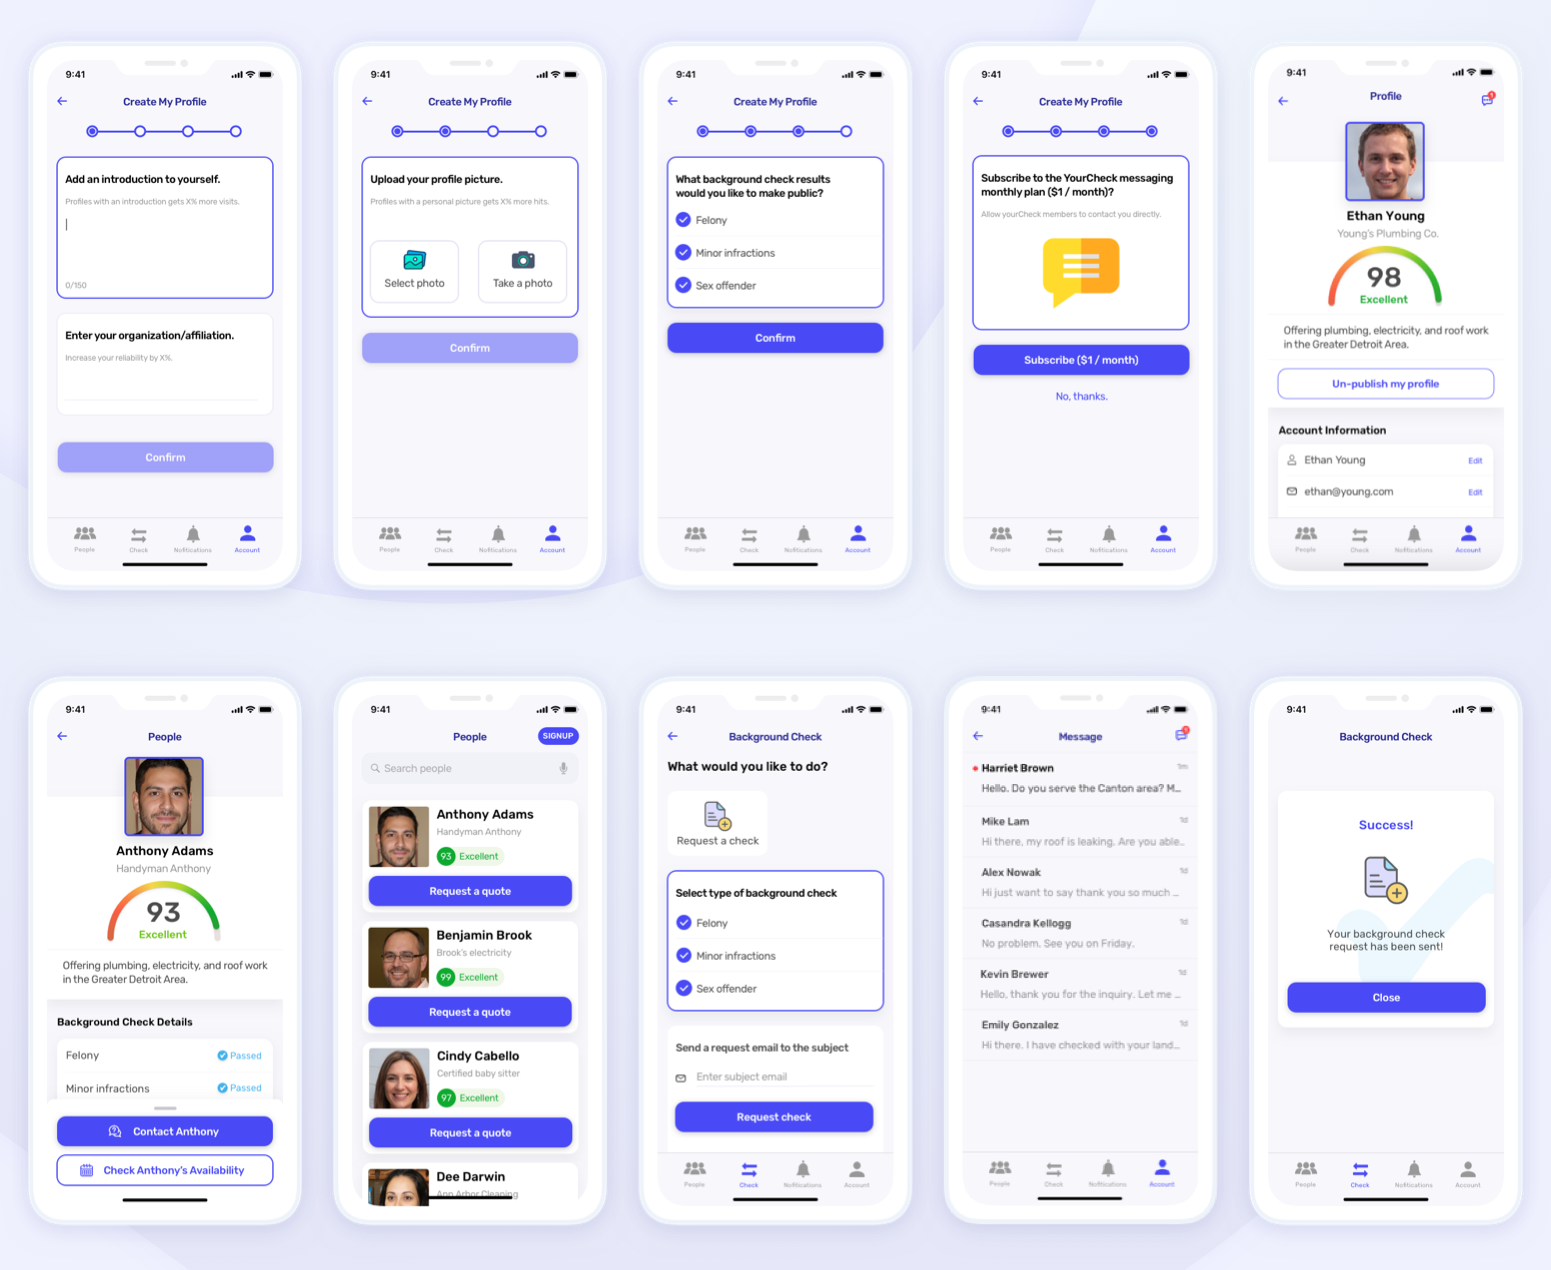 9:41
Create My Profile
Add an introduction to yourself.
Profiles with an introduction gets X% more visits.
0/150
Enter your organization/affiliation.
Increase your reliability by X%.
Confirm
People
Check
Nofitications
Account
9:41
Create My Profile
Upload your profile picture.
Profiles with a personal picture gets X% more hits.
Select photo
Take a photo
Confirm
People
Check
Nofitications
Account
9:41
Create My Profile
What background check results
would you like to make public?
Felony
Minor infractions
Sex offender
Confirm
People
Check
Nofitications
Account
9:41
Create My Profile
Subscribe to the YourCheck messaging
monthly plan ($1 / month)?
Allow yourCheck members to contact you directly.
Subscribe ($1 / month)
No, thanks.
People
Check
Nofitications
Account
9:41
Profile
1
Ethan Young
Young's Plumbing Co.
98
Excellent
Offering plumbing, electricity, and roof work
in the Greater Detroit Area.
Un-publish my profile
Account Information
Ethan Young
Edit
ethan@young.com
Edit
People
Check
Nofitications
Account
9:41
People
Anthony Adams
Handyman Anthony
93
Excellent
Offering plumbing, electricity, and roof work
in the Greater Detroit Area.
Background Check Details
Felony
Passed
Minor infractions
Passed
Contact Anthony
Check Anthony's Availability
9:41
People
SIGNUP
Search people
Anthony Adams
Handyman Anthony
93 Excellent
Request a quote
Benjamin Brook
Brook's electricity
99 Excellent
Request a quote
Cindy Cabello
Certified baby sitter
97 Excellent
Request a quote
Dee Darwin
Ann Arbor Cleaning
9:41
Background Check
What would you like to do?
Request a check
Select type of background check
Felony
Minor infractions
Sex offender
Send a request email to the subject
Enter subject email
Request check
People
Check
Nofitications
Account
9:41
Message
1
Harriet Brown
1m
Hello. Do you serve the Canton area? M...
Mike Lam
1d
Hi there, my roof is leaking. Are you able...
Alex Nowak
1d
Hi just want to say thank you so much ...
Casandra Kellogg
1d
No problem. See you on Friday.
Kevin Brewer
1d
Hello, thank you for the inquiry. Let me ...
Emily Gonzalez
1d
Hi there. I have checked with your land...
People
Check
Nofitications
Account
9:41
Background Check
Success!
Your background check
request has been sent!
Close
People
Check
Nofitications
Account